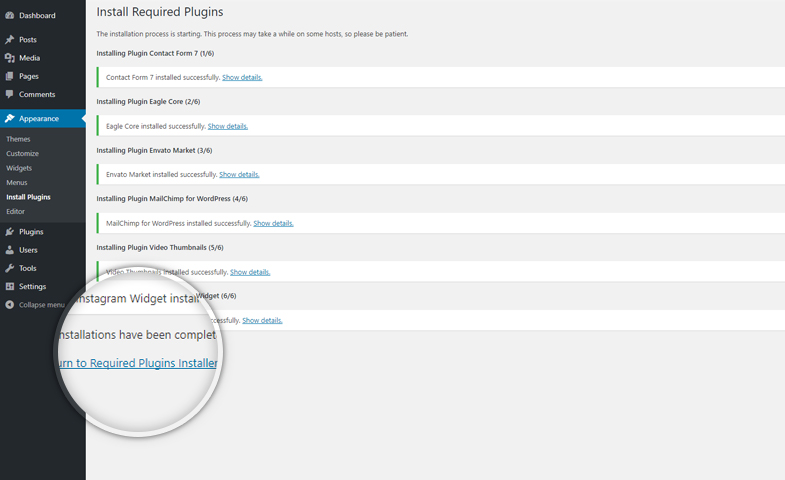 Dashboard
Posts
Media
Pages
Comments
Appearance
Themes
Customize
Widgets
Menus
Install Plugins
Editor
Plugins
Users
Tools
Settings
Collapse menu
Install Required Plugins
The installation process is starting. This process may take a while on some hosts, so please be patient.
Installing Plugin Contact Form 7 (1/6)
Contact Form 7 installed successfully. Show details.
Installing Plugin Eagle Core (2/6)
Eagle Core installed successfully. Show details.
Installing Plugin Envato Market (3/6)
Envato Market installed successfully. Show details.
Installing Plugin MailChimp for WordPress (4/6)
MailChimp for WordPress installed successfully. Show details.
Installing Plugin Video Thumbnails (5/6)
Video Thumbnails installed successfully. Show details.
Widget (6/6)
nstagram Widget instal
ccessfully. Show details.
nstallations have been complet
urn to Required Plugins Installer